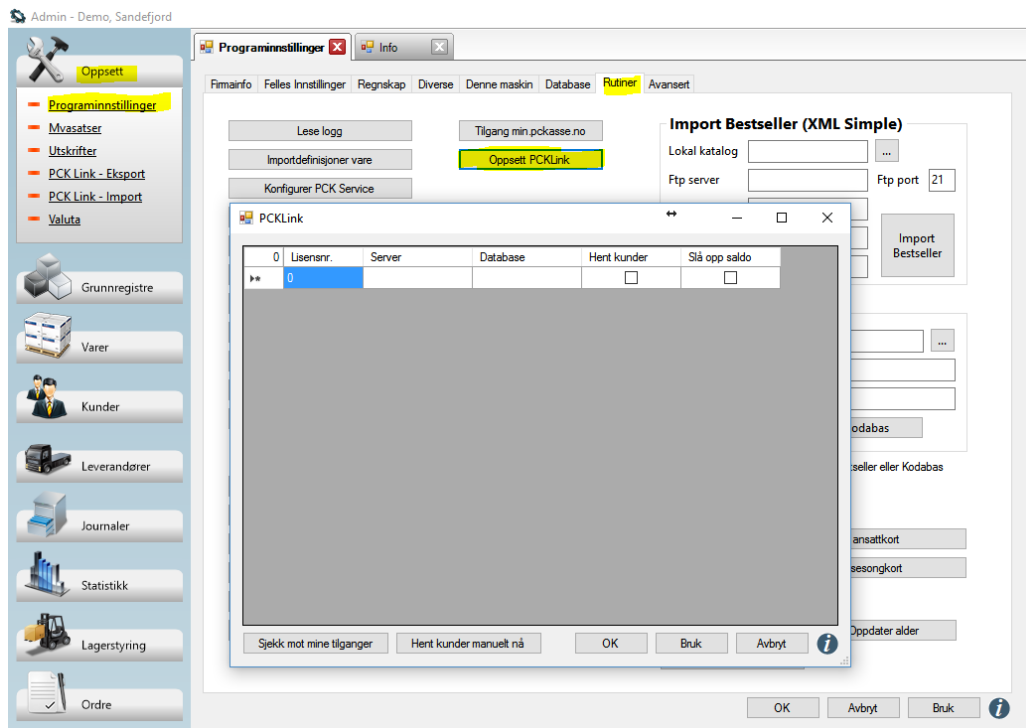 Admin - Demo, Sandefjord
Oppsett
Programinnstillinger
Mvasatser
Utskrifter
PCK Link - Eksport
PCK Link - Import
Valuta
Grunnregistre
Varer
Kunder
Leverandører
Journaler
Statistikk
Lagerstyring
Ordre
Programinnstillinger
Info
Firmainfo Felles Innstillinger Regnskap Diverse Denne maskin Database Rutiner Avansert
Lese logg
Importdefinisjoner vare
Konfigurer PCK Service
Tilgang min.pckasse.no
Oppsett PCKLink
Import Bestseller (XML Simple)
Lokal katalog ...
Ftp server Ftp port 21
Import
Bestseller
...
odabas
seller eller Kodabas
ansattkort
sesongkort
Oppdater alder
PCKLink
0 Lisensnr. Server Database Hent kunder Slå opp saldo
0
Sjekk mot mine tilganger Hent kunder manuelt nå OK Bruk Avbryt
OK Avbryt Bruk